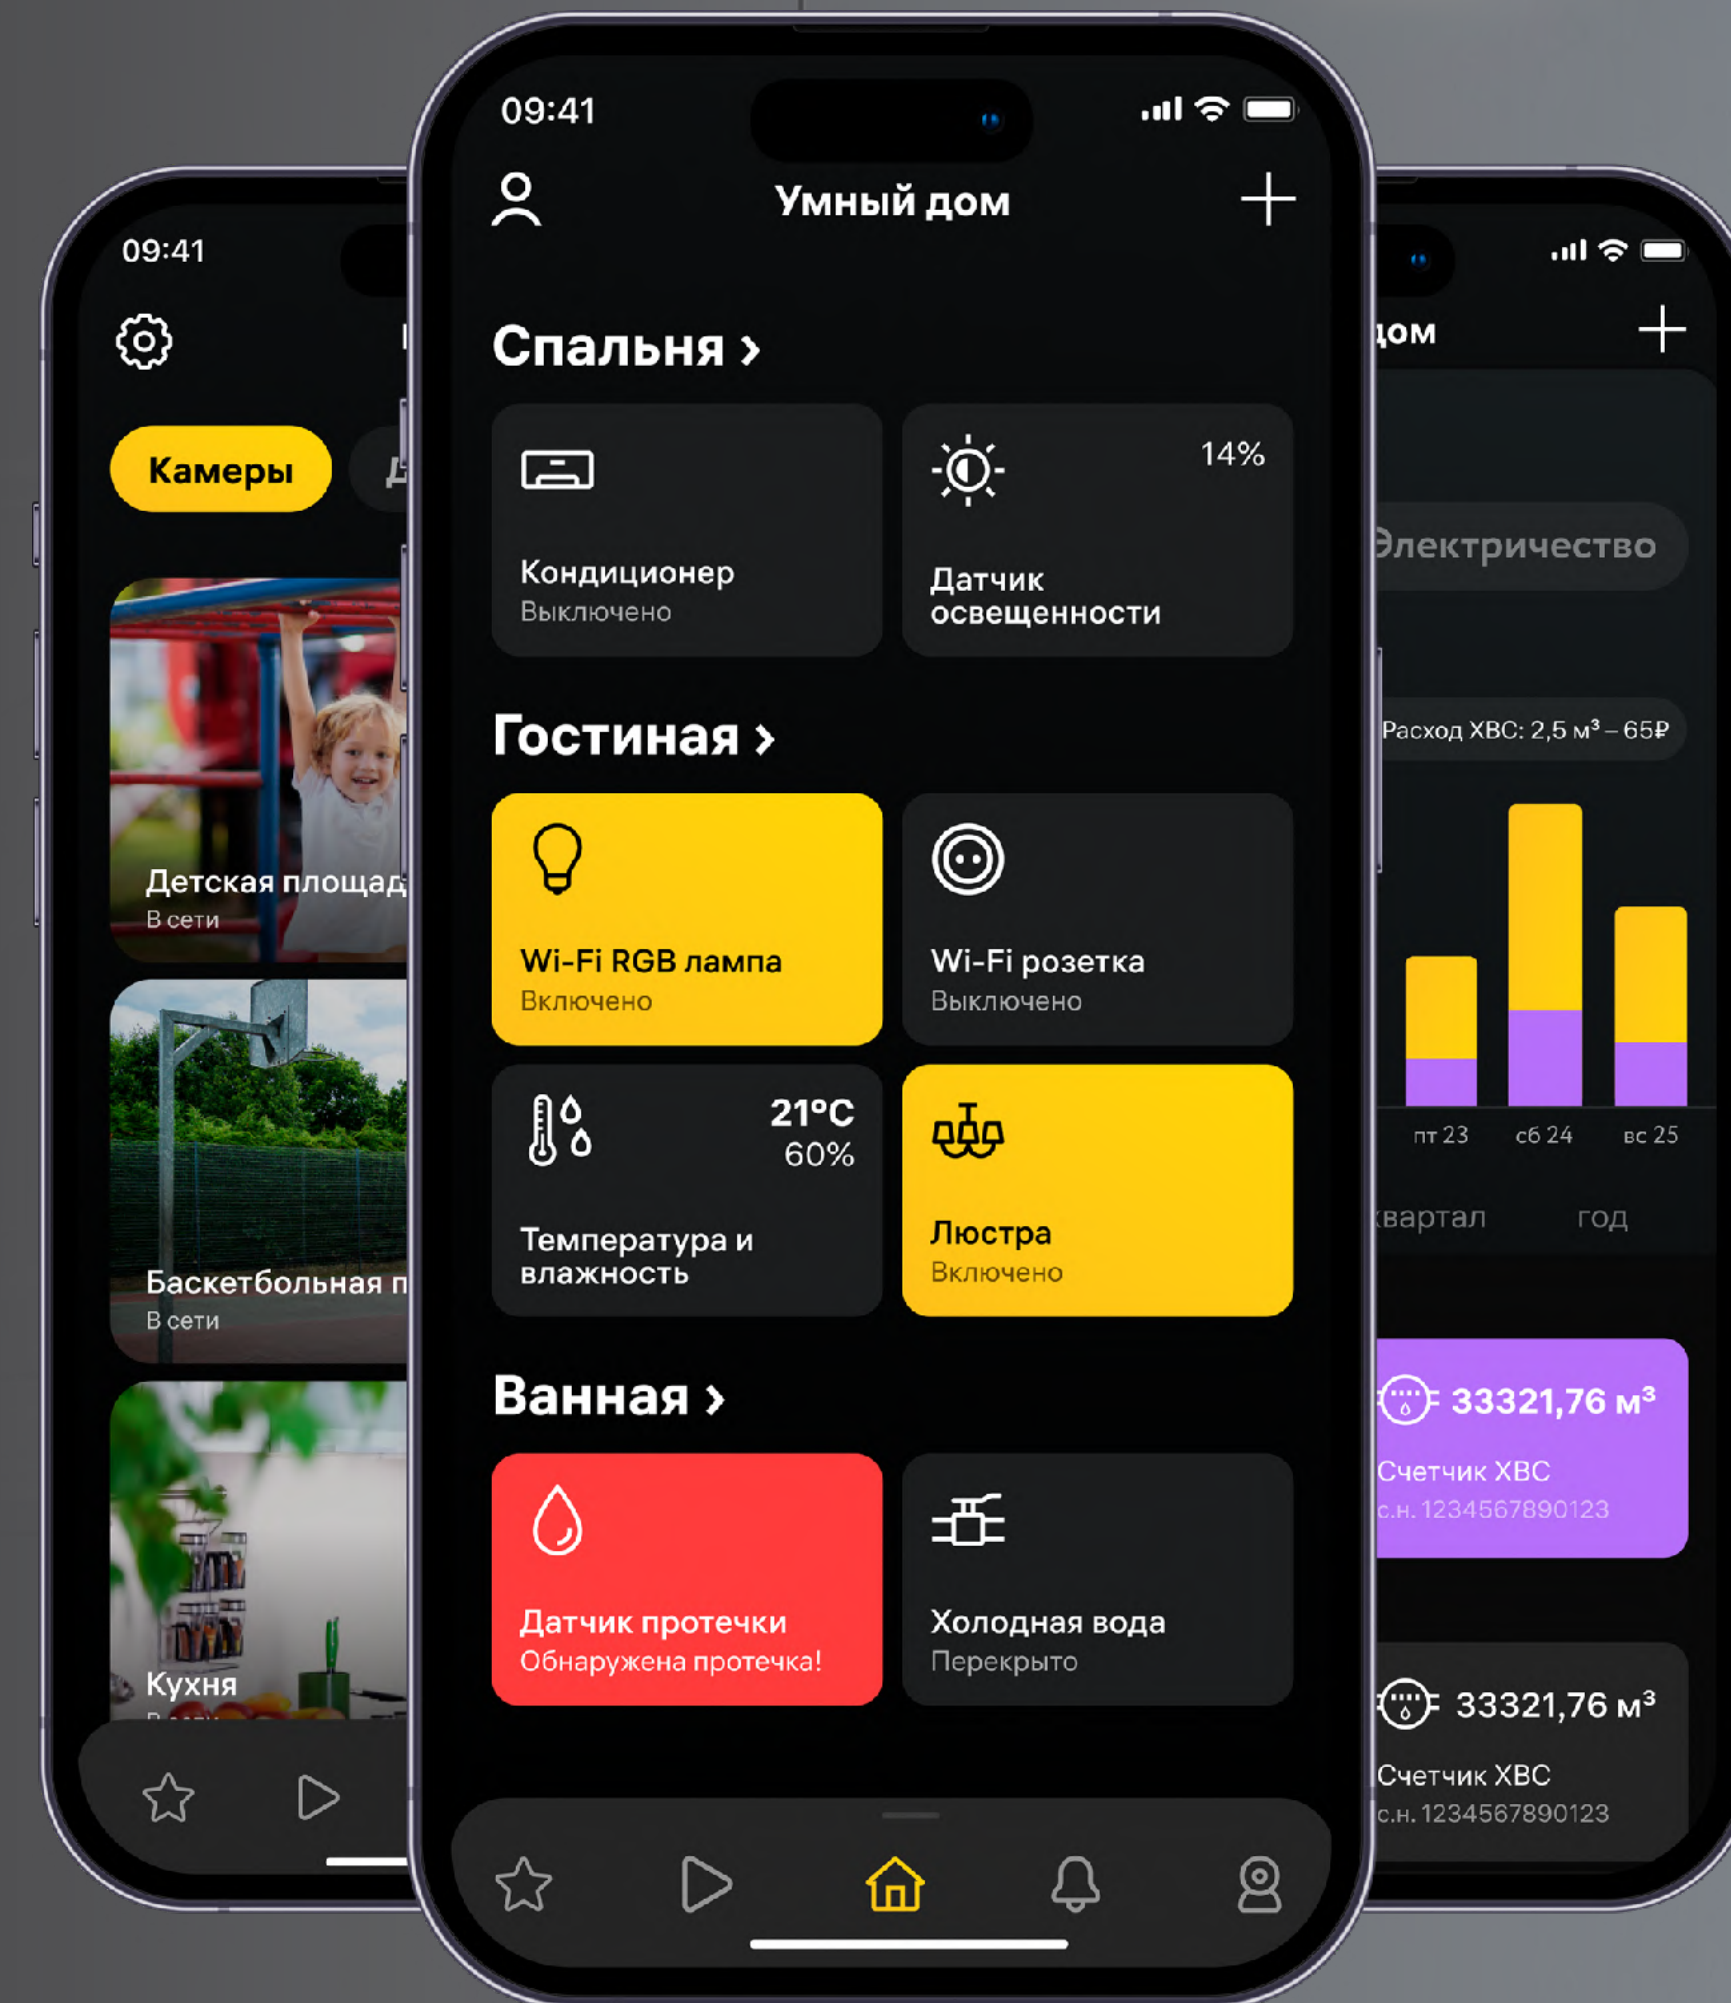 09:41
Камеры
Детская площад
В сети
Баскетбольная п
В сети
Кухня
09:41
Умный дом
Спальня
Кондиционер
Выключено
14%
Датчик
освещенности
Гостиная
Wi-Fi RGB лампа
Включено
Wi-Fi розетка
Выключено
21°C
60%
Температура и
влажность
Люстра
Включено
Ванная
Датчик протечки
Обнаружена протечка!
Холодная вода
Перекрыто
дом
Электричество
Расход ХВС: 2,5 м³ – 65₽
пт 23 сб 24 вс 25
квартал год
33321,76 м³
Счетчик ХВС
с.н. 1234567890123
33321,76 м³
Счетчик ХВС
с.н. 1234567890123